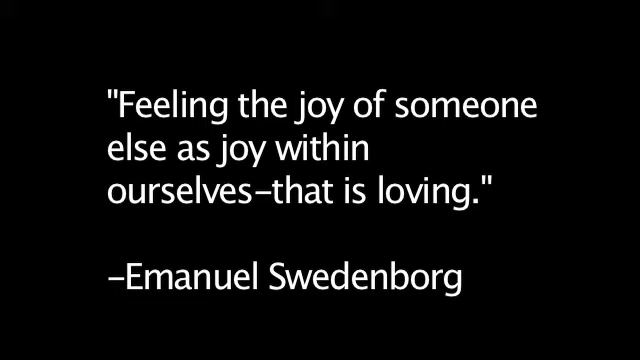 "Feeling the joy of someone
else as joy within
ourselves–that is loving."
–Emanuel Swedenborg